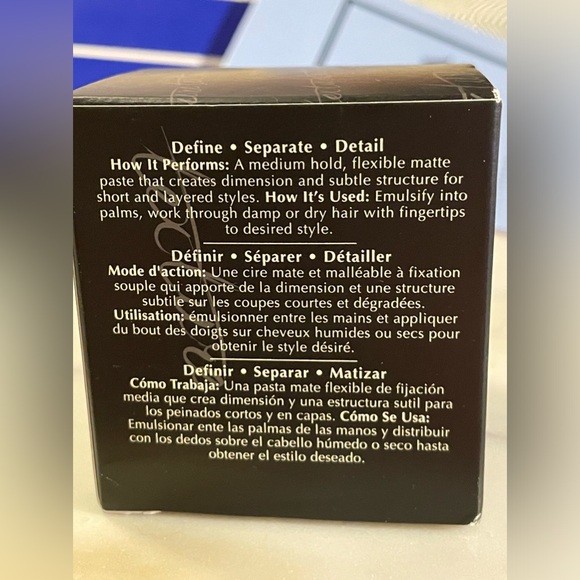 Define • Separate • Detail
How It Performs: A medium hold, flexible matte
paste that creates dimension and subtle structure for
short and layered styles. How It's Used: Emulsify into
palms, work through damp or dry hair with fingertips
to desired style.
Définir • Séparer • Détailler
Mode d'action: Une cire mate et malléable à fixation
souple qui apporte de la dimension et une structure
subtile sur les coupes courtes et dégradées.
Utilisation: émulsionner entre les mains et appliquer
du bout des doigts sur cheveux humides ou secs pour
obtenir le style désiré.
Definir • Separar • Matizar
Cómo Trabaja: Una pasta mate flexible de fijación
media que crea dimensión y una estructura sutil para
los peinados cortos y en capas. Cómo Se Usa:
Emulsionar ente las palmas de las manos y distribuir
con los dedos sobre el cabello húmedo o seco hasta
obtener el estilo deseado.